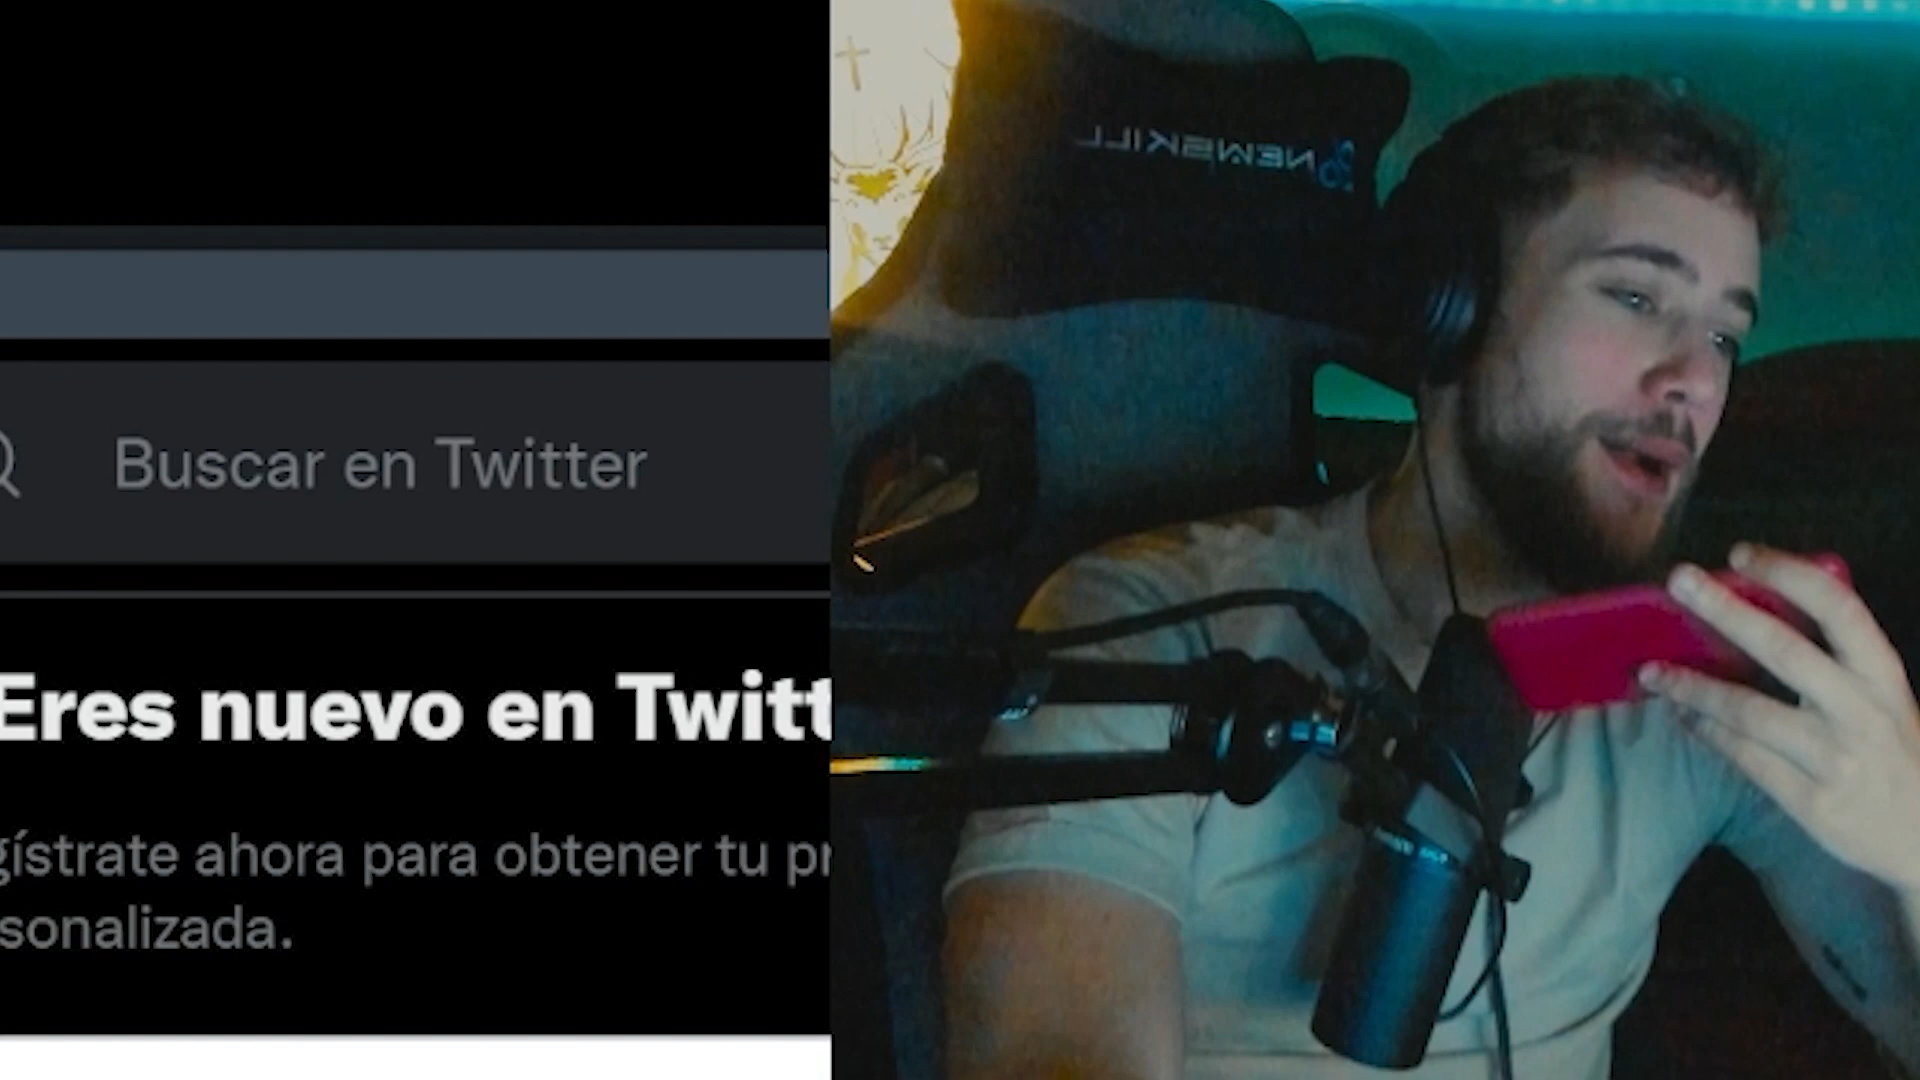 Buscar en Twitter
Eres nuevo en Twitt
gístrate ahora para obtener tu pr
sonalizada.
NEWSKILL